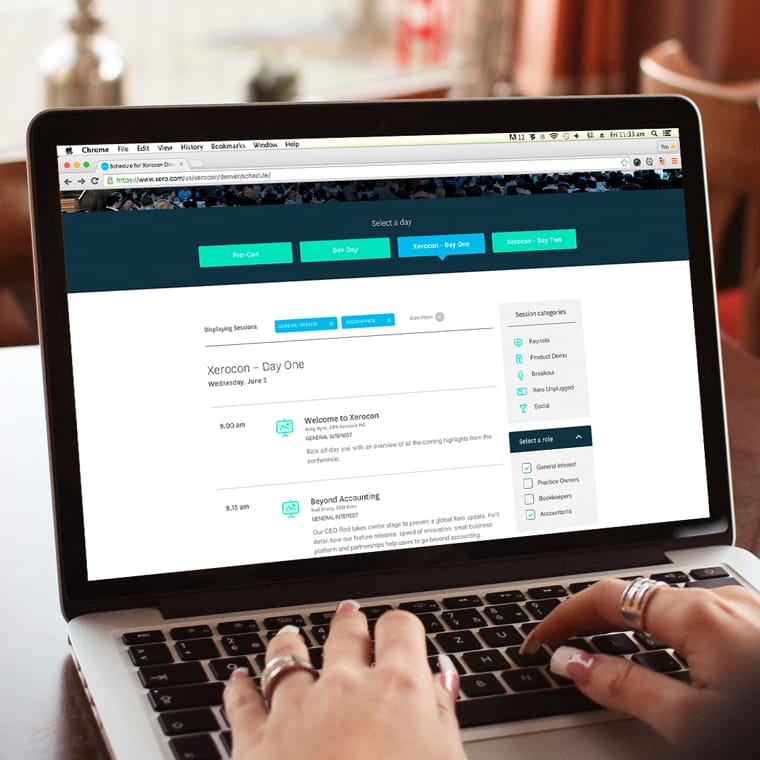 Chrome File Edit View History Bookmarks Window Help
12
Fri 11:33 am
Schedule for Xerocon Den
You
https://www.xero.com/us/xerocon/denver/schedule/
Select a day
Pre-Con
Dev Day
Xerocon - Day One
Xerocon - Day Two
Displaying Sessions
GENERAL INTEREST X
ACCOUNTANTS X
Clear Filters
Session categories
Keynote
Product Demo
Breakout
Xero Unplugged
Social
Xerocon – Day One
Wednesday, June 3
9.00 am
Welcome to Xerocon
GENERAL INTEREST
Kick off day one with an overview of all the coming highlights from the
conference.
Select a role
General Interest
Practice Owners
Bookkeepers
Accountants
9.15 am
Beyond Accounting
Rod Drury, CEO Xero
GENERAL INTEREST
Our CEO Rod takes center stage to present a global Xero update. He'll
detail how our feature releases, speed of innovation, small business
platform and partnerships help users to go beyond accounting.
Z
H
B
N